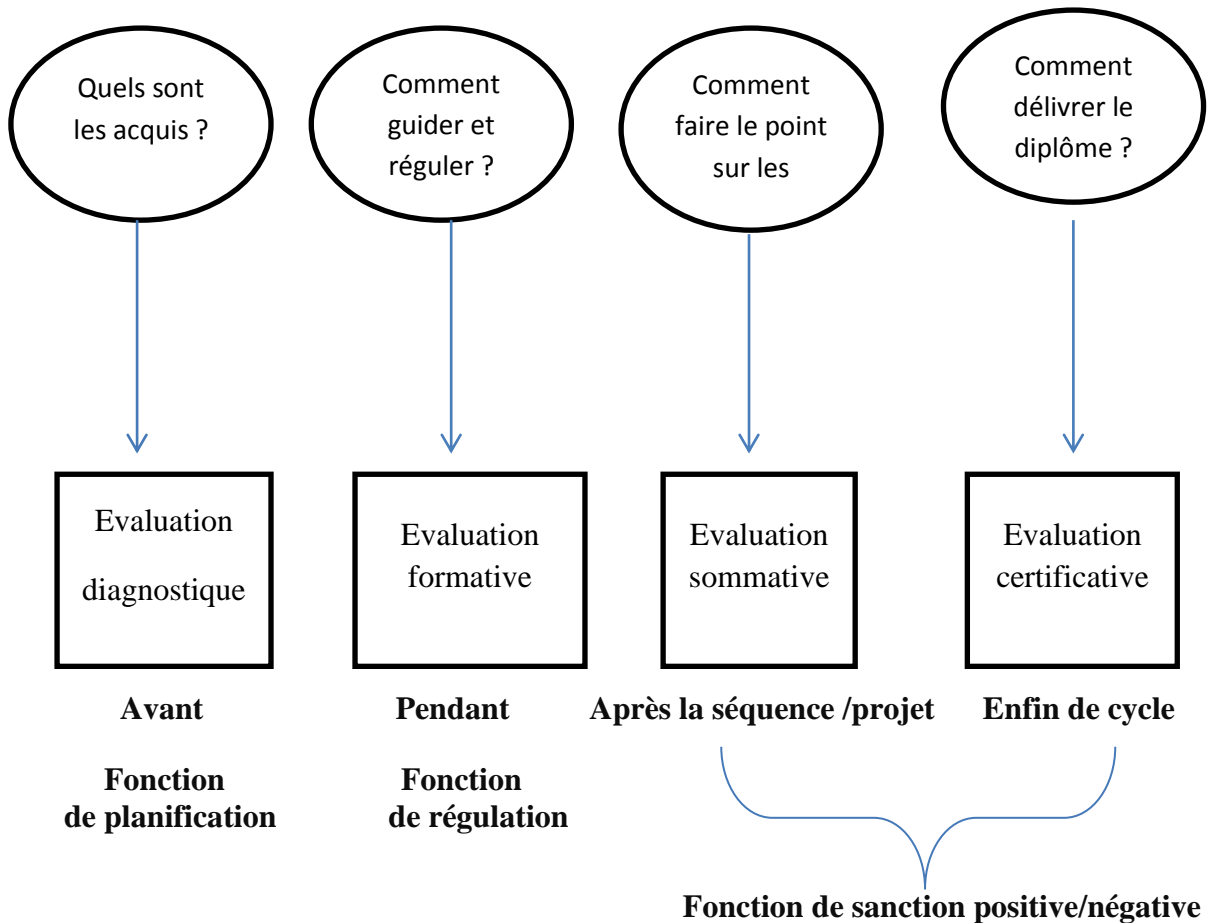 Quels sont
les acquis ?
Comment
guider et
réguler ?
Comment
faire le point
sur les
Comment
délivrer le
diplôme ?
Evaluation
diagnostique
Evaluation
formative
Evaluation
sommative
Evaluation
certificative
Avant
Pendant
Après la séquence /projet
Enfin de cycle
Fonction
de planification
Fonction
de régulation
Fonction de sanction positive/négative